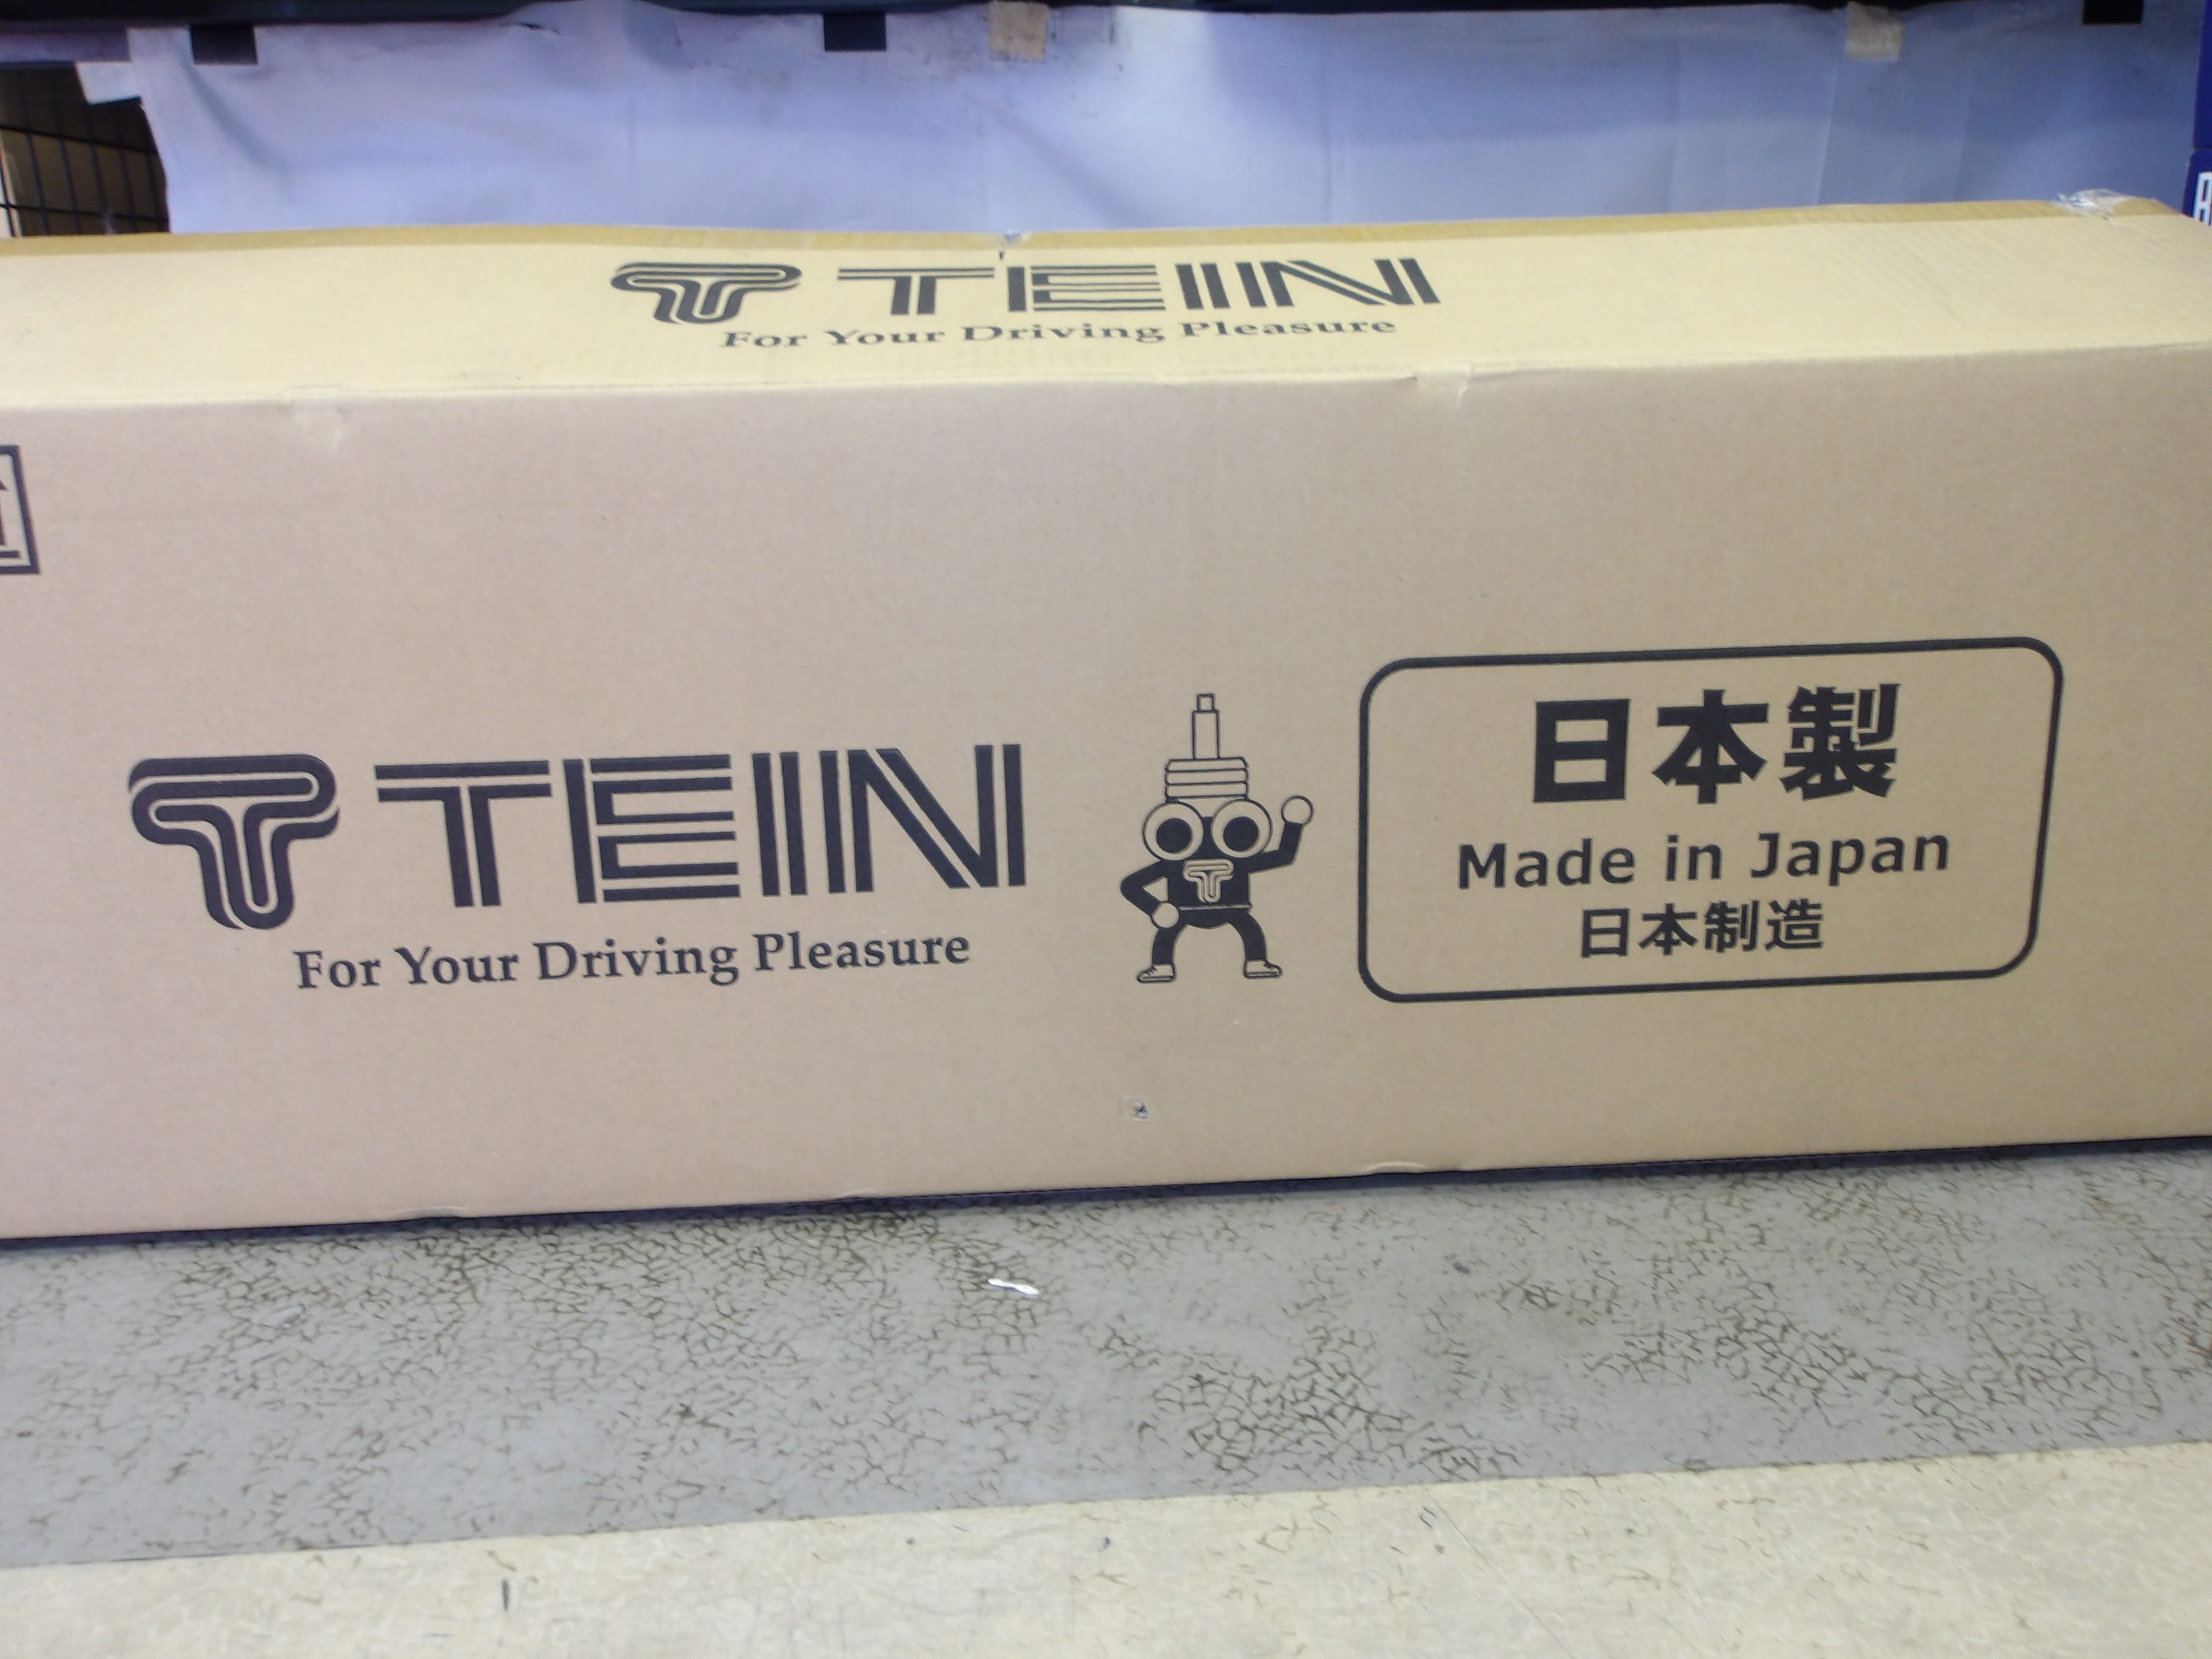 TEIN
For Your Driving Pleasure
TEIN
For Your Driving Pleasure
日本製
Made in Japan
日本制造